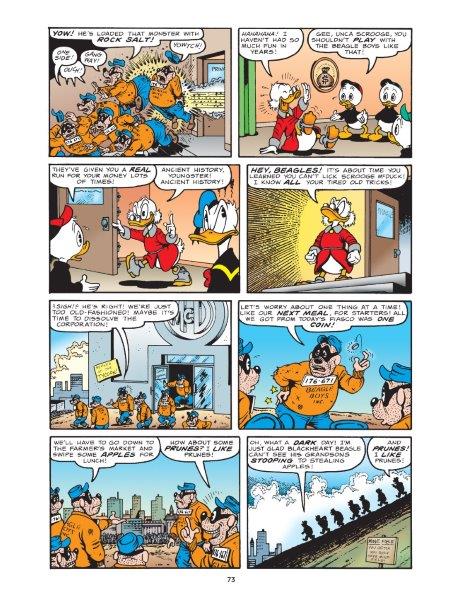 YOW! HE'S LOADED THAT MONSTER WITH
ROCK SALT!
ONE SIDE!
GANG WAY!
OUCH!
YOWTCH!
HAHAHAHA! I
HAVEN'T HAD SO
MUCH FUN IN
YEARS!
GEE, UNCA SCROOGE, YOU
SHOULDN'T PLAY WITH
THE BEAGLE BOYS LIKE
THAT!
THEY'VE GIVEN YOU A REAL
RUN FOR YOUR MONEY LOTS
OF TIMES!
ANCIENT HISTORY,
YOUNGSTER!
ANCIENT HISTORY!
HEY, BEAGLES! IT'S ABOUT TIME YOU
LEARNED YOU CAN'T LICK SCROOGE McDUCK!
I KNOW ALL YOUR TIRED OLD TRICKS!
: SIGH! : HE'S RIGHT! WE'RE JUST
TOO OLD-FASHIONED! MAYBE IT'S
TIME TO DISSOLVE THE
CORPORATION!
LET'S WORRY ABOUT ONE THING AT A TIME!
LIKE OUR NEXT MEAL, FOR STARTERS! ALL
WE GOT FROM TODAY'S FIASCO WAS ONE
COIN!
176-671
BEAGLE
BOYS
INC.
WE'LL HAVE TO GO DOWN TO
THE FARMER'S MARKET AND
SWIPE SOME APPLES FOR
LUNCH!
HOW ABOUT SOME
PRUNES? I LIKE
PRUNES!
OH, WHAT A DARK DAY! I'M
JUST GLAD BLACKHEART BEAGLE
CAN'T SEE HIS GRANDSONS
STOOPING TO STEALING
APPLES!
AND
PRUNES!
I LIKE
PRUNES!
73